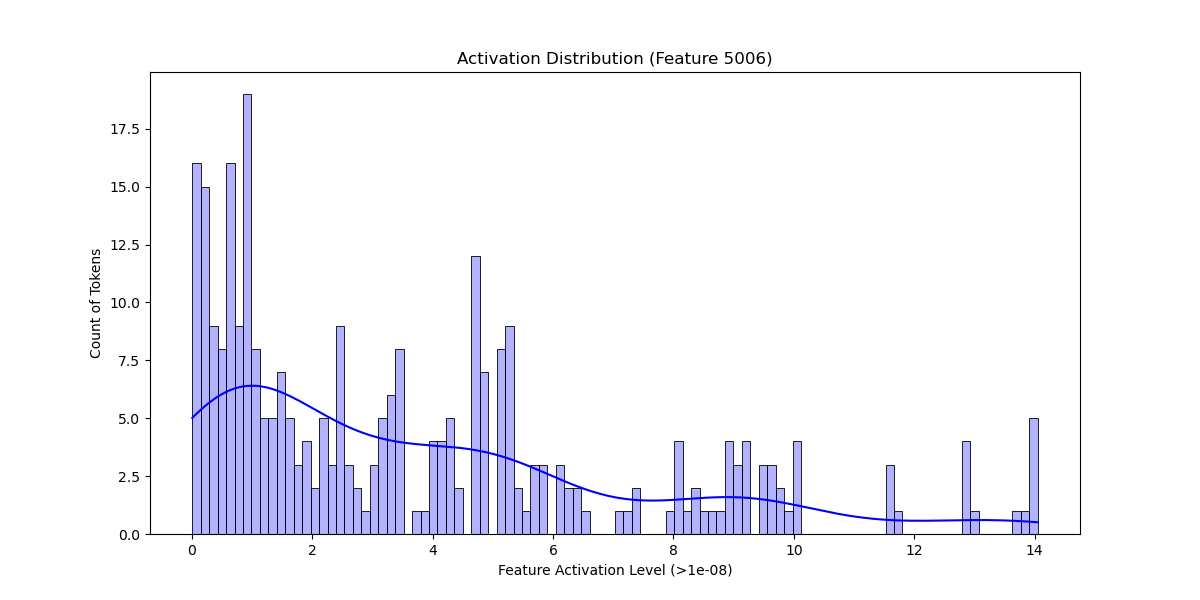 Activation Distribution (Feature 5006)
Count of Tokens
17.5
15.0
12.5
10.0
7.5
5.0
2.5
0.0
0 2 4 6 8 10 12 14
Feature Activation Level (>1e-08)